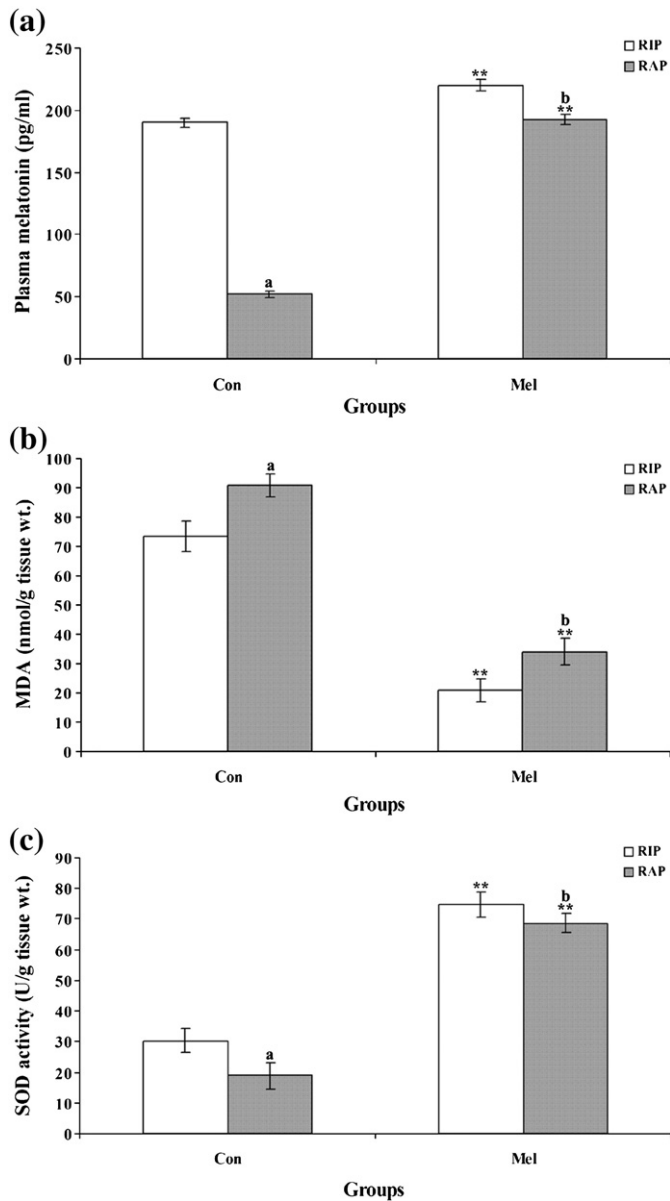 (a)
RIP
RAP
Plasma melatonin (pg/ml)
250
200
150
100
50
0
a
**
b
**
Con
Mel
Groups
(b)
RIP
RAP
MDA (nmol/g tissue wt.)
100
90
80
70
60
50
40
30
20
10
0
a
**
b
**
Con
Mel
Groups
(c)
RIP
RAP
SOD activity (U/g tissue wt.)
90
80
70
60
50
40
30
20
10
0
a
**
b
**
Con
Mel
Groups